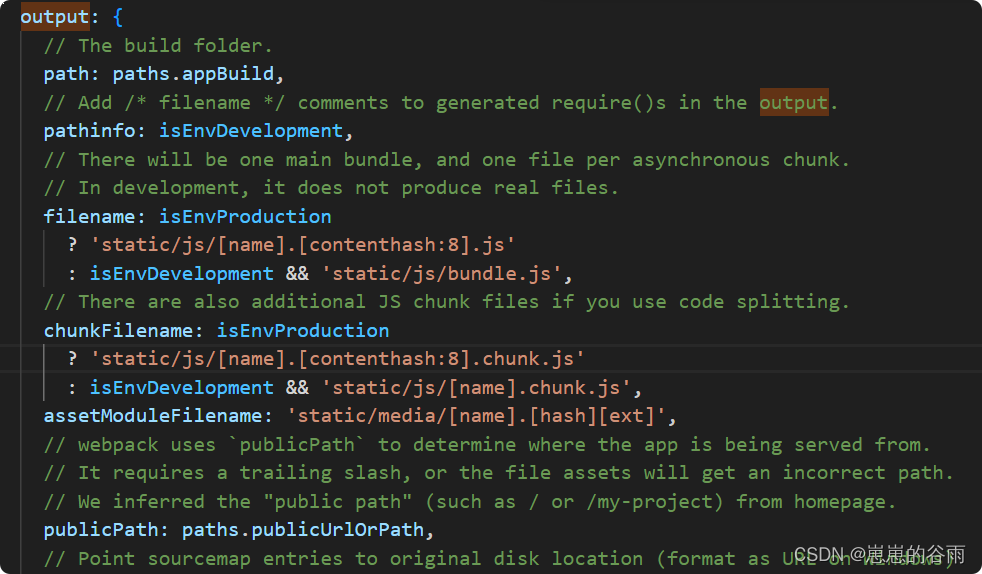 output: {
// The build folder.
path: paths.appBuild,
// Add /* filename */ comments to generated require()s in the output.
pathinfo: isEnvDevelopment,
// There will be one main bundle, and one file per asynchronous chunk.
// In development, it does not produce real files.
filename: isEnvProduction
? 'static/js/[name].[contenthash:8].js'
: isEnvDevelopment && 'static/js/bundle.js',
// There are also additional JS chunk files if you use code splitting.
chunkFilename: isEnvProduction
? 'static/js/[name].[contenthash:8].chunk.js'
: isEnvDevelopment && 'static/js/[name].chunk.js',
assetModuleFilename: 'static/media/[name].[hash][ext]',
// webpack uses `publicPath` to determine where the app is being served from.
// It requires a trailing slash, or the file assets will get an incorrect path.
// We inferred the "public path" (such as / or /my-project) from homepage.
publicPath: paths.publicUrlOrPath,
// Point sourcemap entries to original disk location (format as URL on Windows)
CSDN @崽崽的谷雨